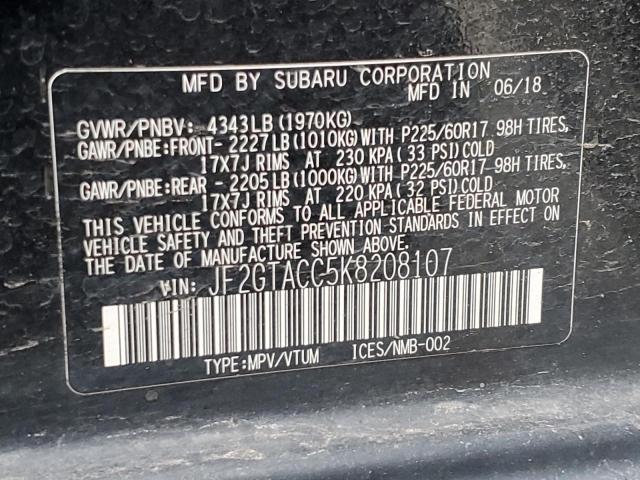 MFD BY SUBARU CORPORATION
MFD IN 06/18
GVWR/PNBV: 4343LB (1970KG)
GAWR/PNBE:FRONT- 2227LB (1010KG) WITH P225/60R17 98H TIRES,
17X7J RIMS AT 230 KPA (33 PSI) COLD
GAWR/PNBE:REAR - 2205LB (1000KG) WITH P225/60R17 98H TIRES,
17X7J RIMS AT 220 KPA (32 PSI) COLD
THIS VEHICLE CONFORMS TO ALL APPLICABLE FEDERAL MOTOR
VEHICLE SAFETY AND THEFT PREVENTION STANDARDS IN EFFECT ON
THE DATE OF MANUFACTURE SHOWN ABOVE.
VIN: JF2GTACC5K8208107
TYPE:MPV/VTUM ICES/NMB-002